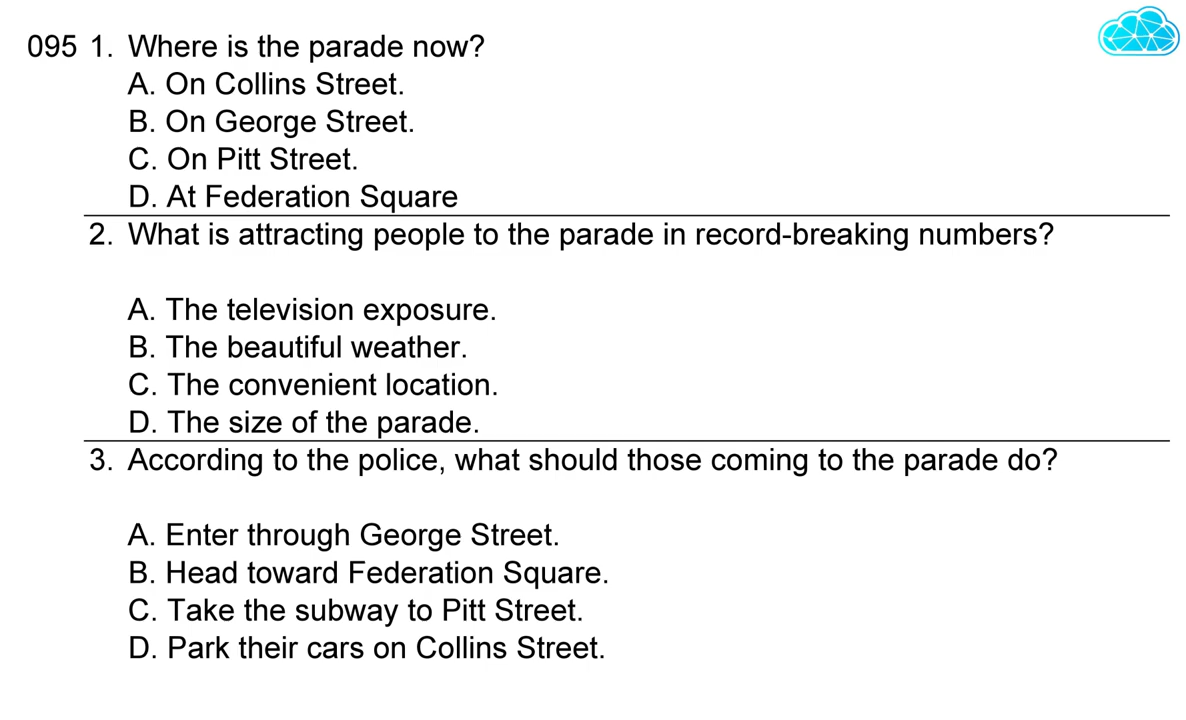 095 1. Where is the parade now?
A. On Collins Street.
B. On George Street.
C. On Pitt Street.
D. At Federation Square
2. What is attracting people to the parade in record-breaking numbers?
A. The television exposure.
B. The beautiful weather.
C. The convenient location.
D. The size of the parade.
3. According to the police, what should those coming to the parade do?
A. Enter through George Street.
B. Head toward Federation Square.
C. Take the subway to Pitt Street.
D. Park their cars on Collins Street.